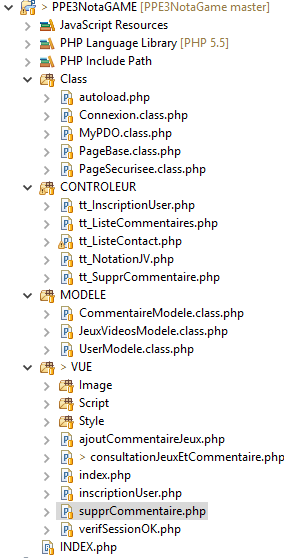 > PPE3NotaGAME [PPE3NotaGame master]
JavaScript Resources
PHP Language Library [PHP 5.5]
PHP Include Path
Class
autoload.php
Connexion.class.php
MyPDO.class.php
PageBase.class.php
PageSecurisee.class.php
CONTROLEUR
tt_InscriptionUser.php
tt_ListeCommentaires.php
tt_ListeContact.php
tt_NotationJV.php
tt_SupprCommentaire.php
MODELE
CommentaireModele.class.php
JeuxVideosModele.class.php
UserModele.class.php
> VUE
Image
Script
Style
ajoutCommentaireJeux.php
> consultationJeuxEtCommentaire.php
index.php
inscriptionUser.php
supprCommentaire.php
verifSessionOK.php
INDEX.php